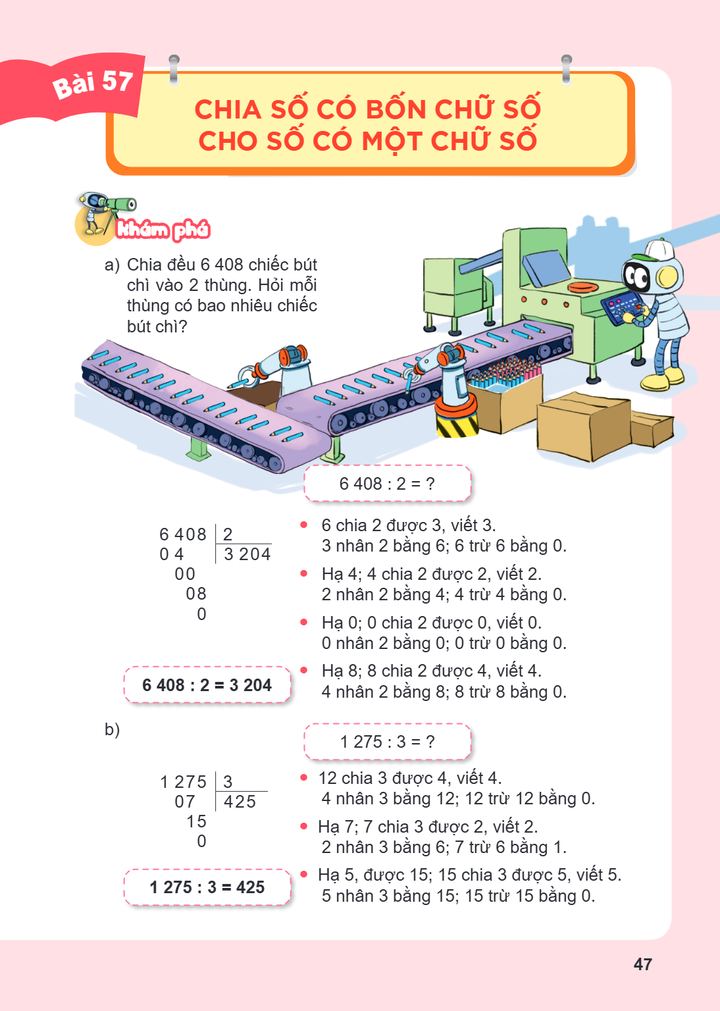 Bài 57
CHIA SỐ CÓ BỐN CHỮ SỐ
CHO SỐ CÓ MỘT CHỮ SỐ
khám phá
a) Chia đều 6 408 chiếc bút
chì vào 2 thùng. Hỏi mỗi
thùng có bao nhiêu chiếc
bút chì?
6 408 : 2 = ?
6 408 2
0 4 3 204
00
08
0
• 6 chia 2 được 3, viết 3.
3 nhân 2 bằng 6; 6 trừ 6 bằng 0.
• Hạ 4; 4 chia 2 được 2, viết 2.
2 nhân 2 bằng 4; 4 trừ 4 bằng 0.
• Hạ 0; 0 chia 2 được 0, viết 0.
0 nhân 2 bằng 0; 0 trừ 0 bằng 0.
• Hạ 8; 8 chia 2 được 4, viết 4.
4 nhân 2 bằng 8; 8 trừ 8 bằng 0.
6 408 : 2 = 3 204
b)
1 275 : 3 = ?
1 275 3
07 425
15
0
• 12 chia 3 được 4, viết 4.
4 nhân 3 bằng 12; 12 trừ 12 bằng 0.
• Hạ 7; 7 chia 3 được 2, viết 2.
2 nhân 3 bằng 6; 7 trừ 6 bằng 1.
• Hạ 5, được 15; 15 chia 3 được 5, viết 5.
5 nhân 3 bằng 15; 15 trừ 15 bằng 0.
1 275 : 3 = 425
47